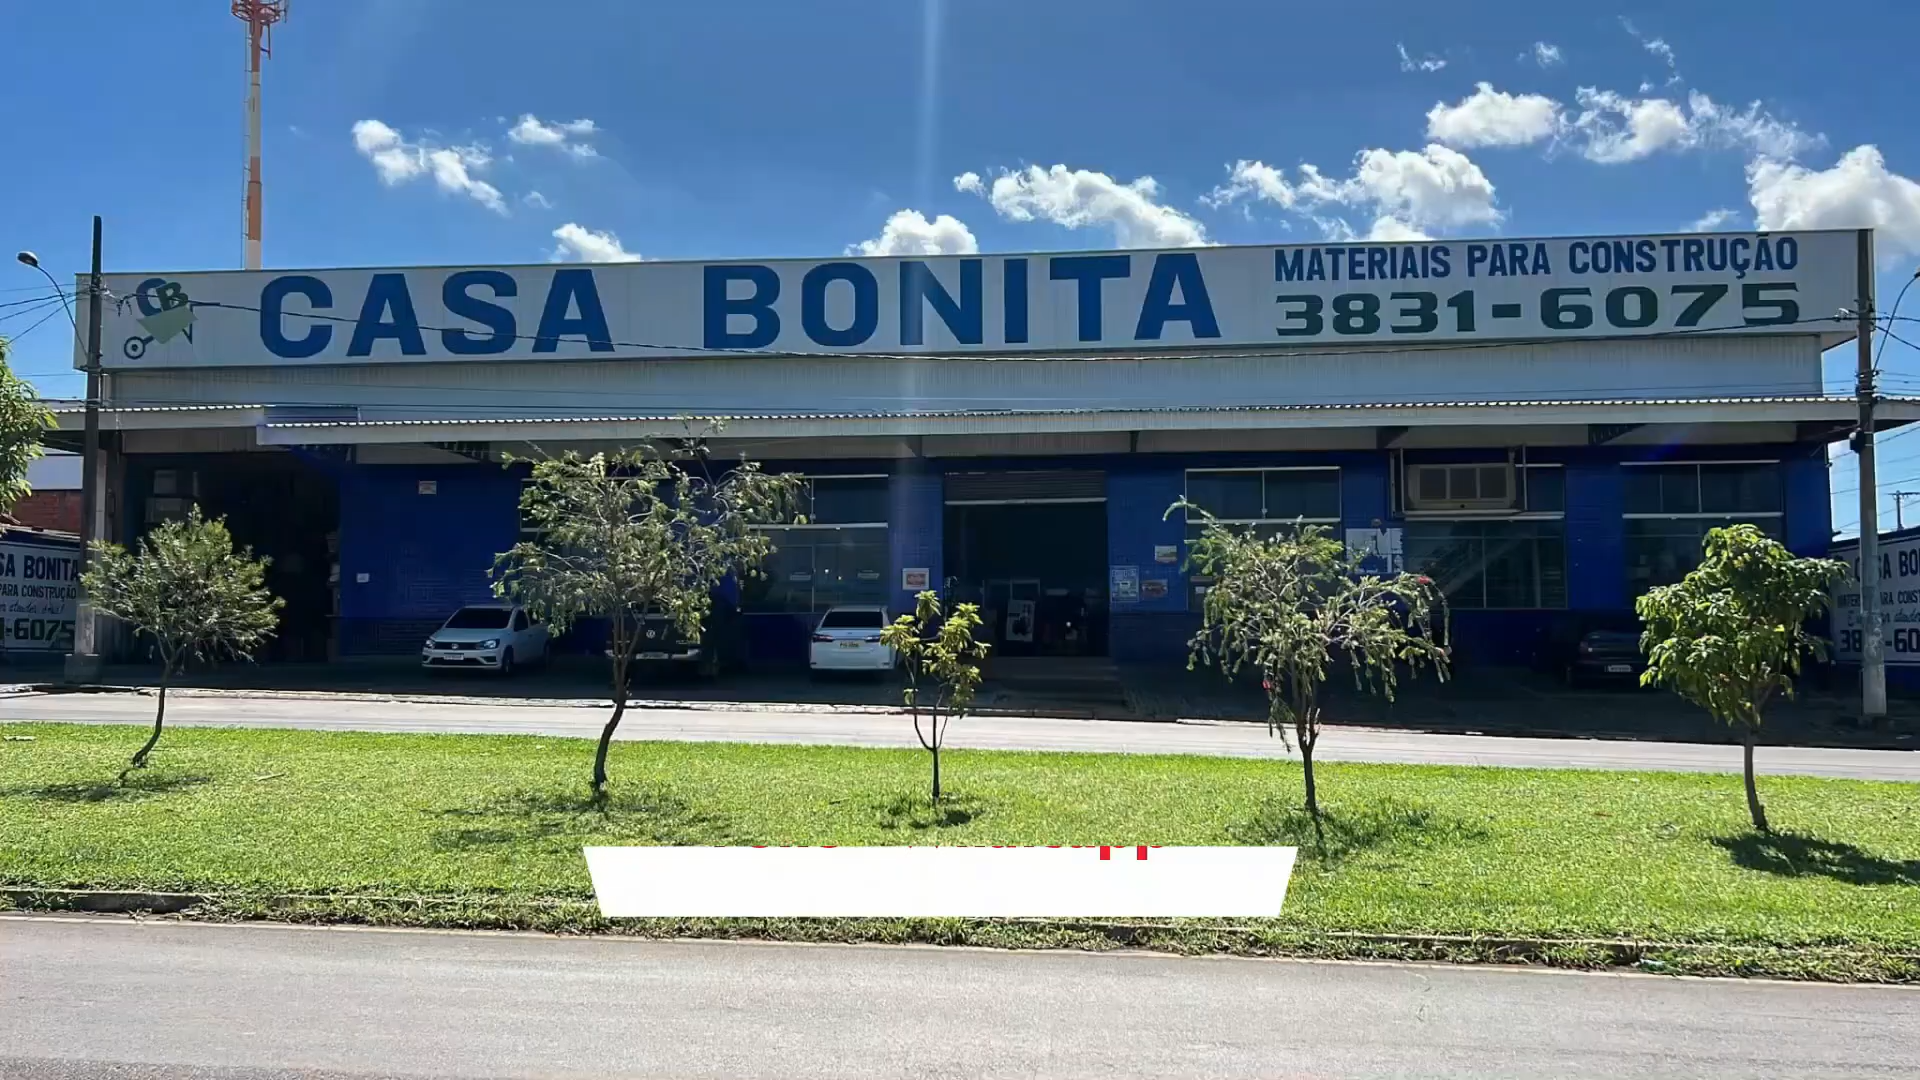 CB
CASA BONITA
MATERIAIS PARA CONSTRUÇÃO
3831-6075
SA BONITA
PARA CONSTRUÇÃO
-6075